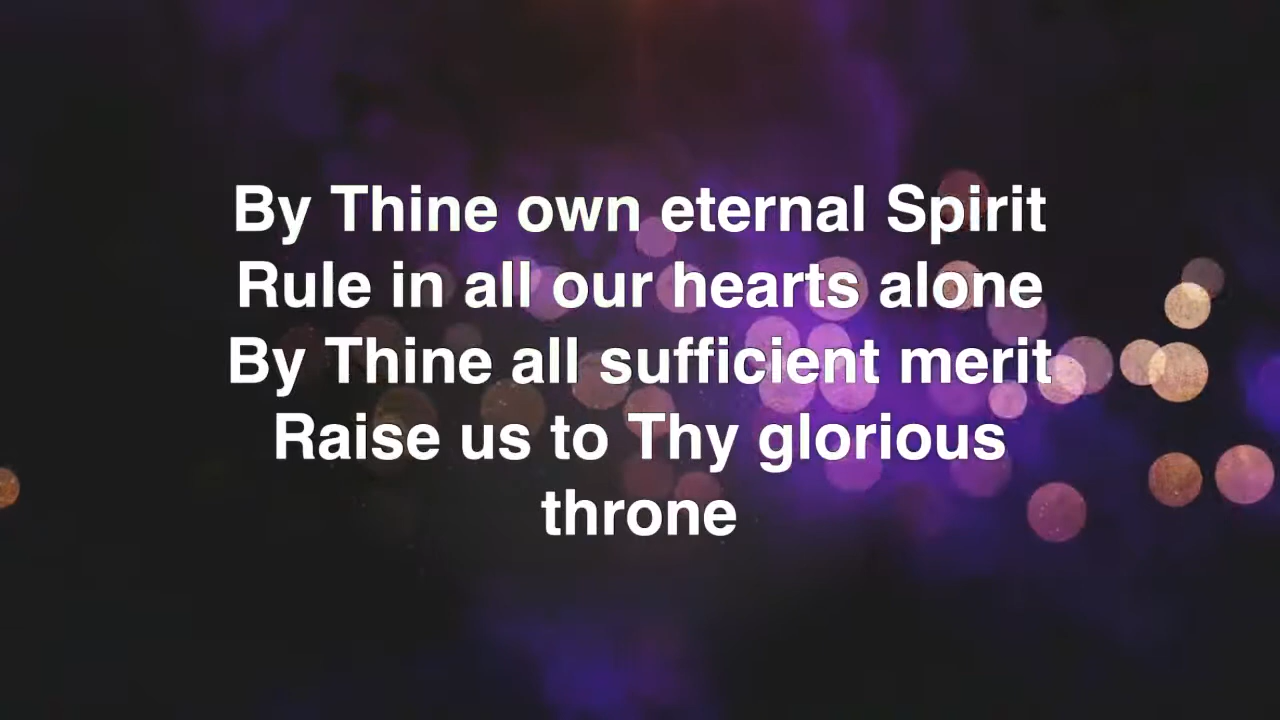 By Thine own eternal Spirit
Rule in all our hearts alone
By Thine all sufficient merit
Raise us to Thy glorious
throne